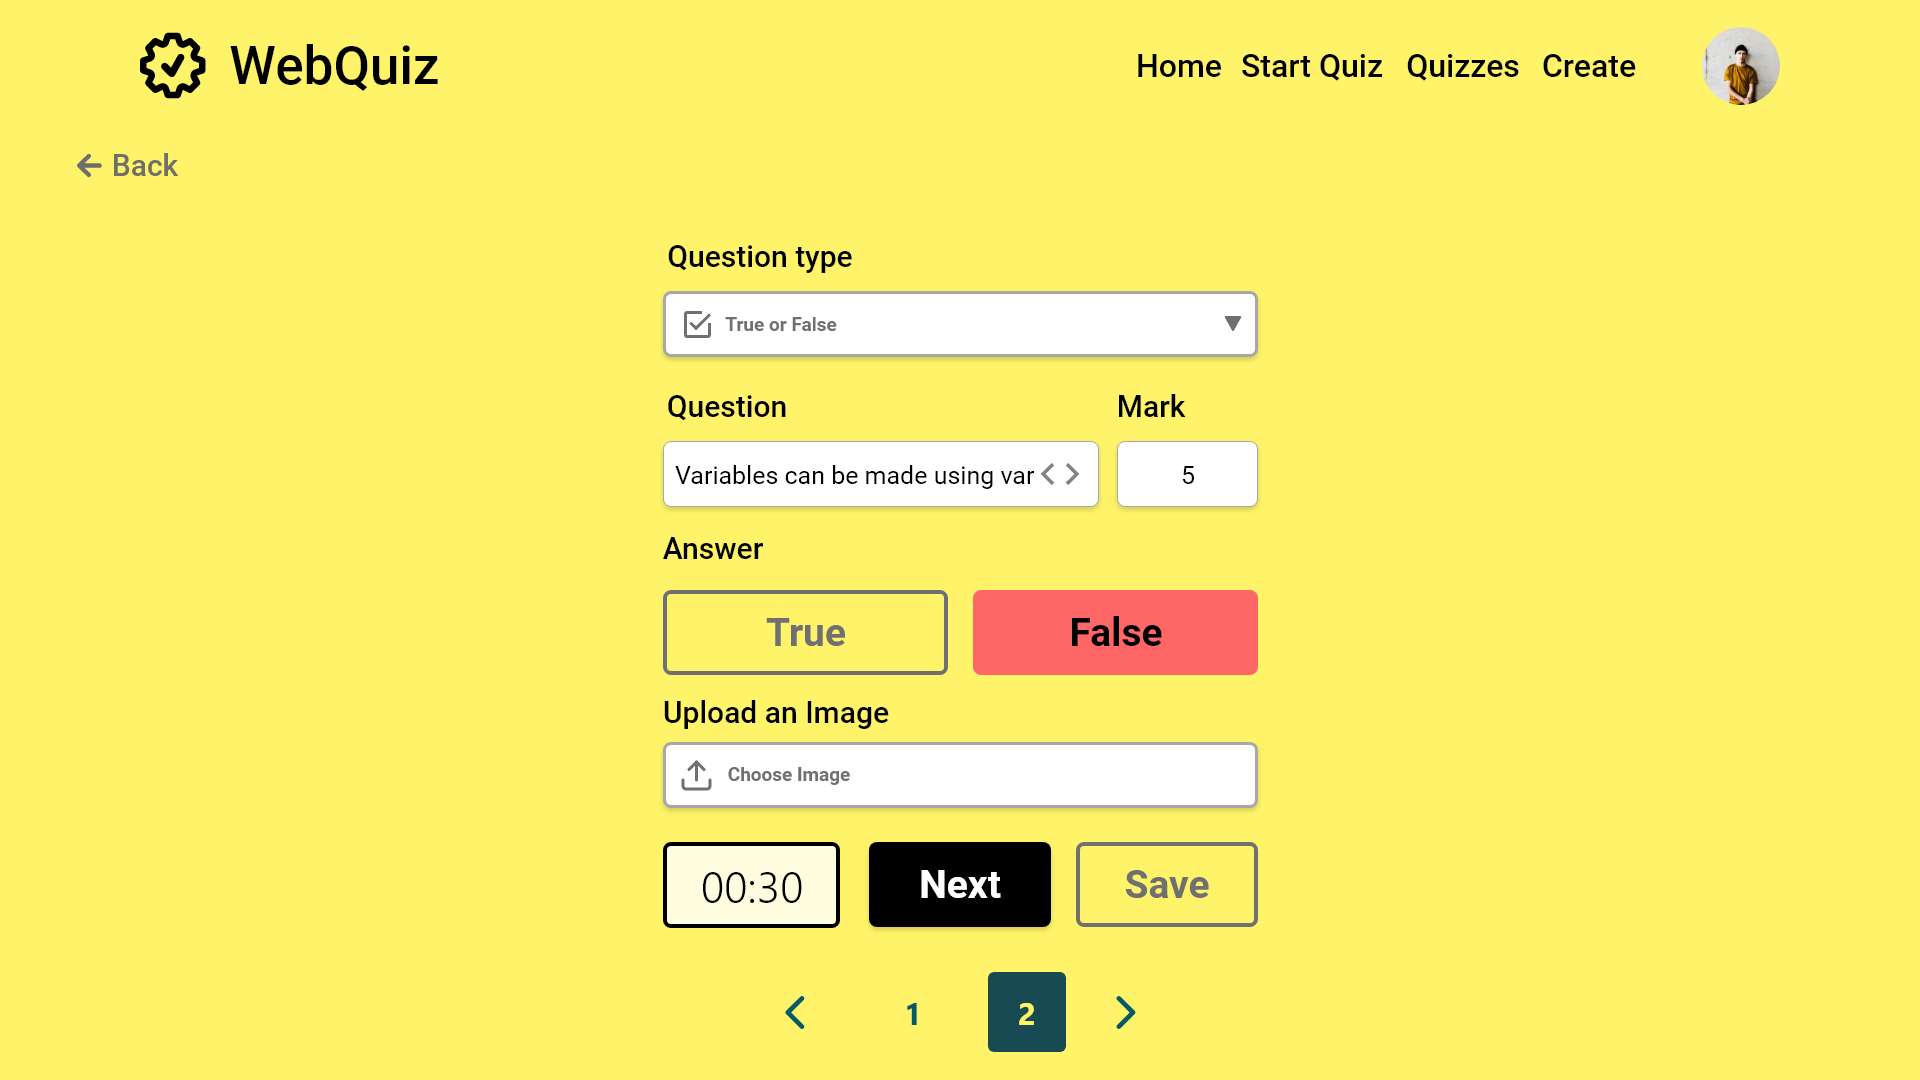 WebQuiz
Home Start Quiz Quizzes Create
Back
Question type
True or False
Question Mark
Variables can be made using var 5
Answer
True False
Upload an Image
Choose Image
00:30 Next Save
1 2